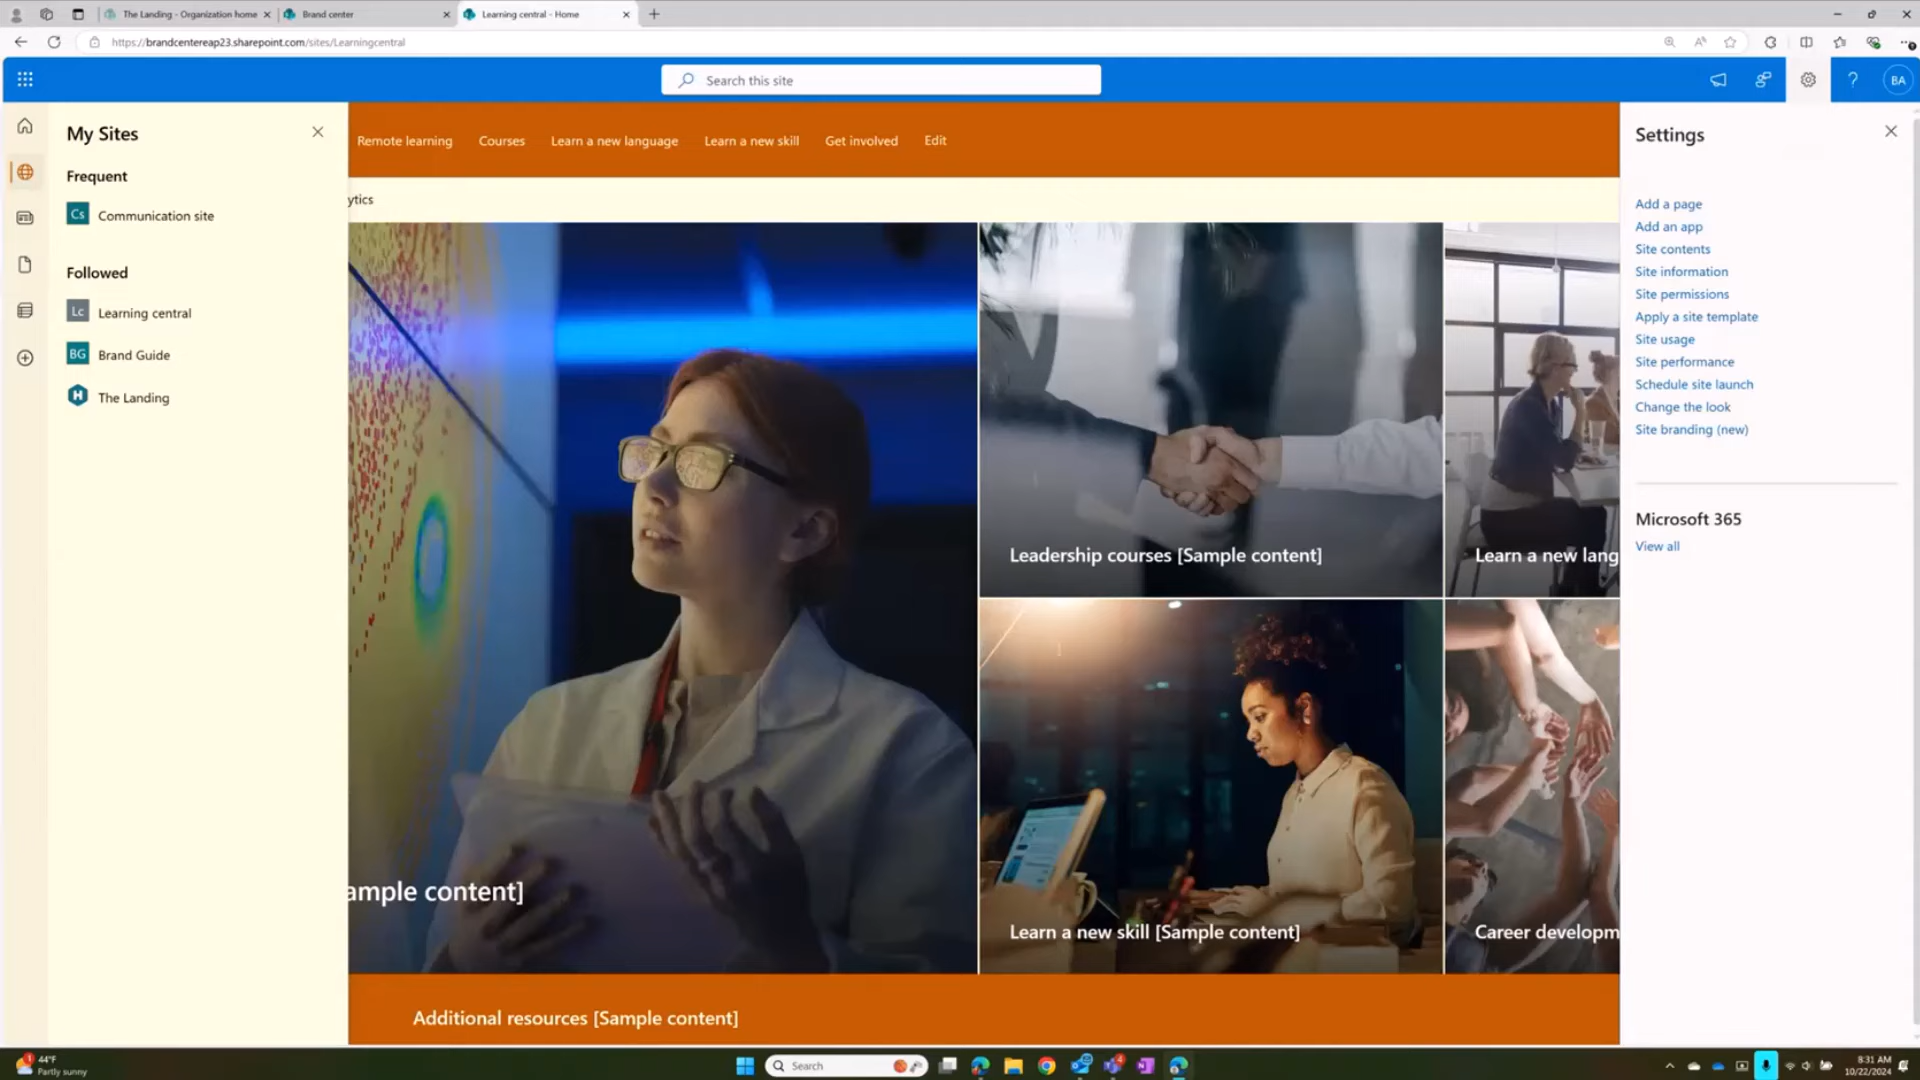 The Landing - Organization home
Brand center
Learning central - Home
https://brandcentereap23.sharepoint.com/sites/Learningcentral
Search this site
BA
My Sites
Frequent
Cs Communication site
Followed
Lc Learning central
BG Brand Guide
H The Landing
Remote learning Courses Learn a new language Learn a new skill Get involved Edit
ytics
ample content]
Leadership courses [Sample content]
Learn a new lang
Learn a new skill [Sample content]
Career developm
Additional resources [Sample content]
Settings
Add a page
Add an app
Site contents
Site information
Site permissions
Apply a site template
Site usage
Site performance
Schedule site launch
Change the look
Site branding (new)
Microsoft 365
View all
1
44°F
Partly sunny
Search
4
8:31 AM
10/22/2024